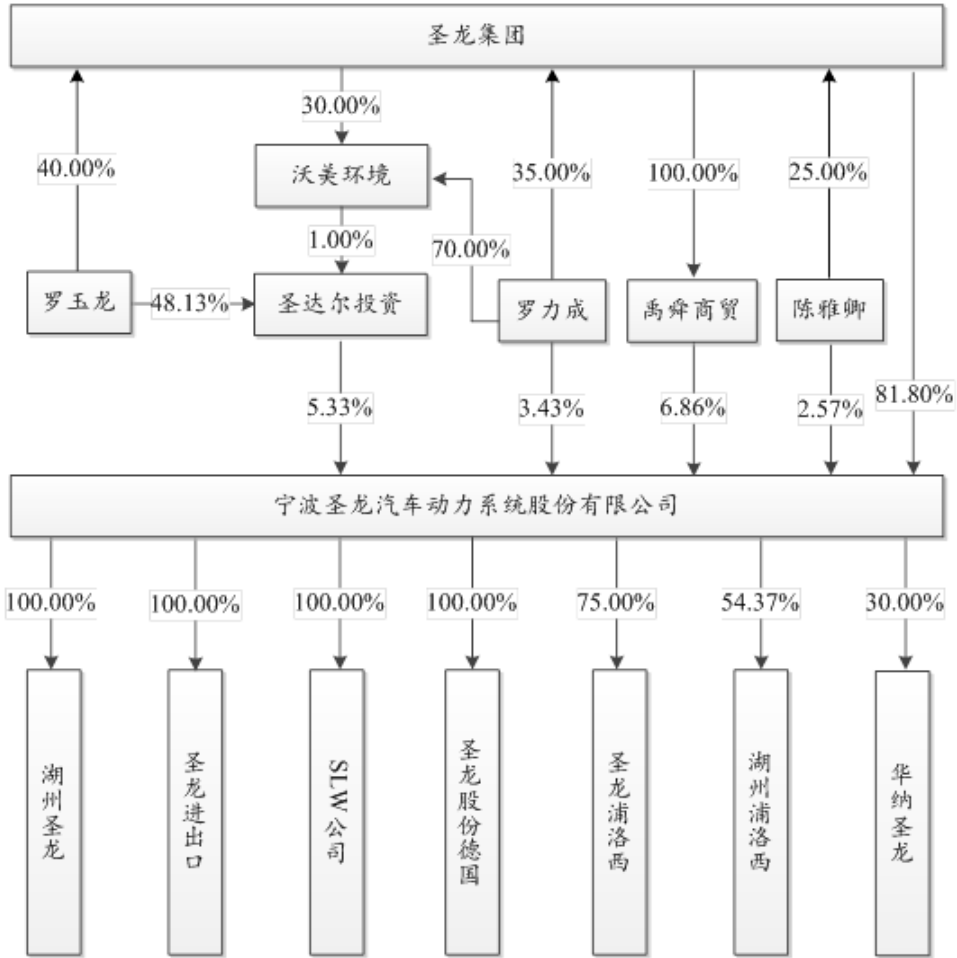 圣龙集团
30.00%
沃美环境
40.00%
35.00%
100.00%
25.00%
1.00%
70.00%
罗玉龙
48.13%
圣达尔投资
罗力成
禹舜商贸
陈雅卿
5.33%
3.43%
6.86%
2.57%
81.80%
宁波圣龙汽车动力系统股份有限公司
100.00%
100.00%
100.00%
100.00%
75.00%
54.37%
30.00%
湖州圣龙
圣龙进出口
SLW公司
圣龙股份德国
圣龙浦洛西
湖州浦洛西
华纳圣龙